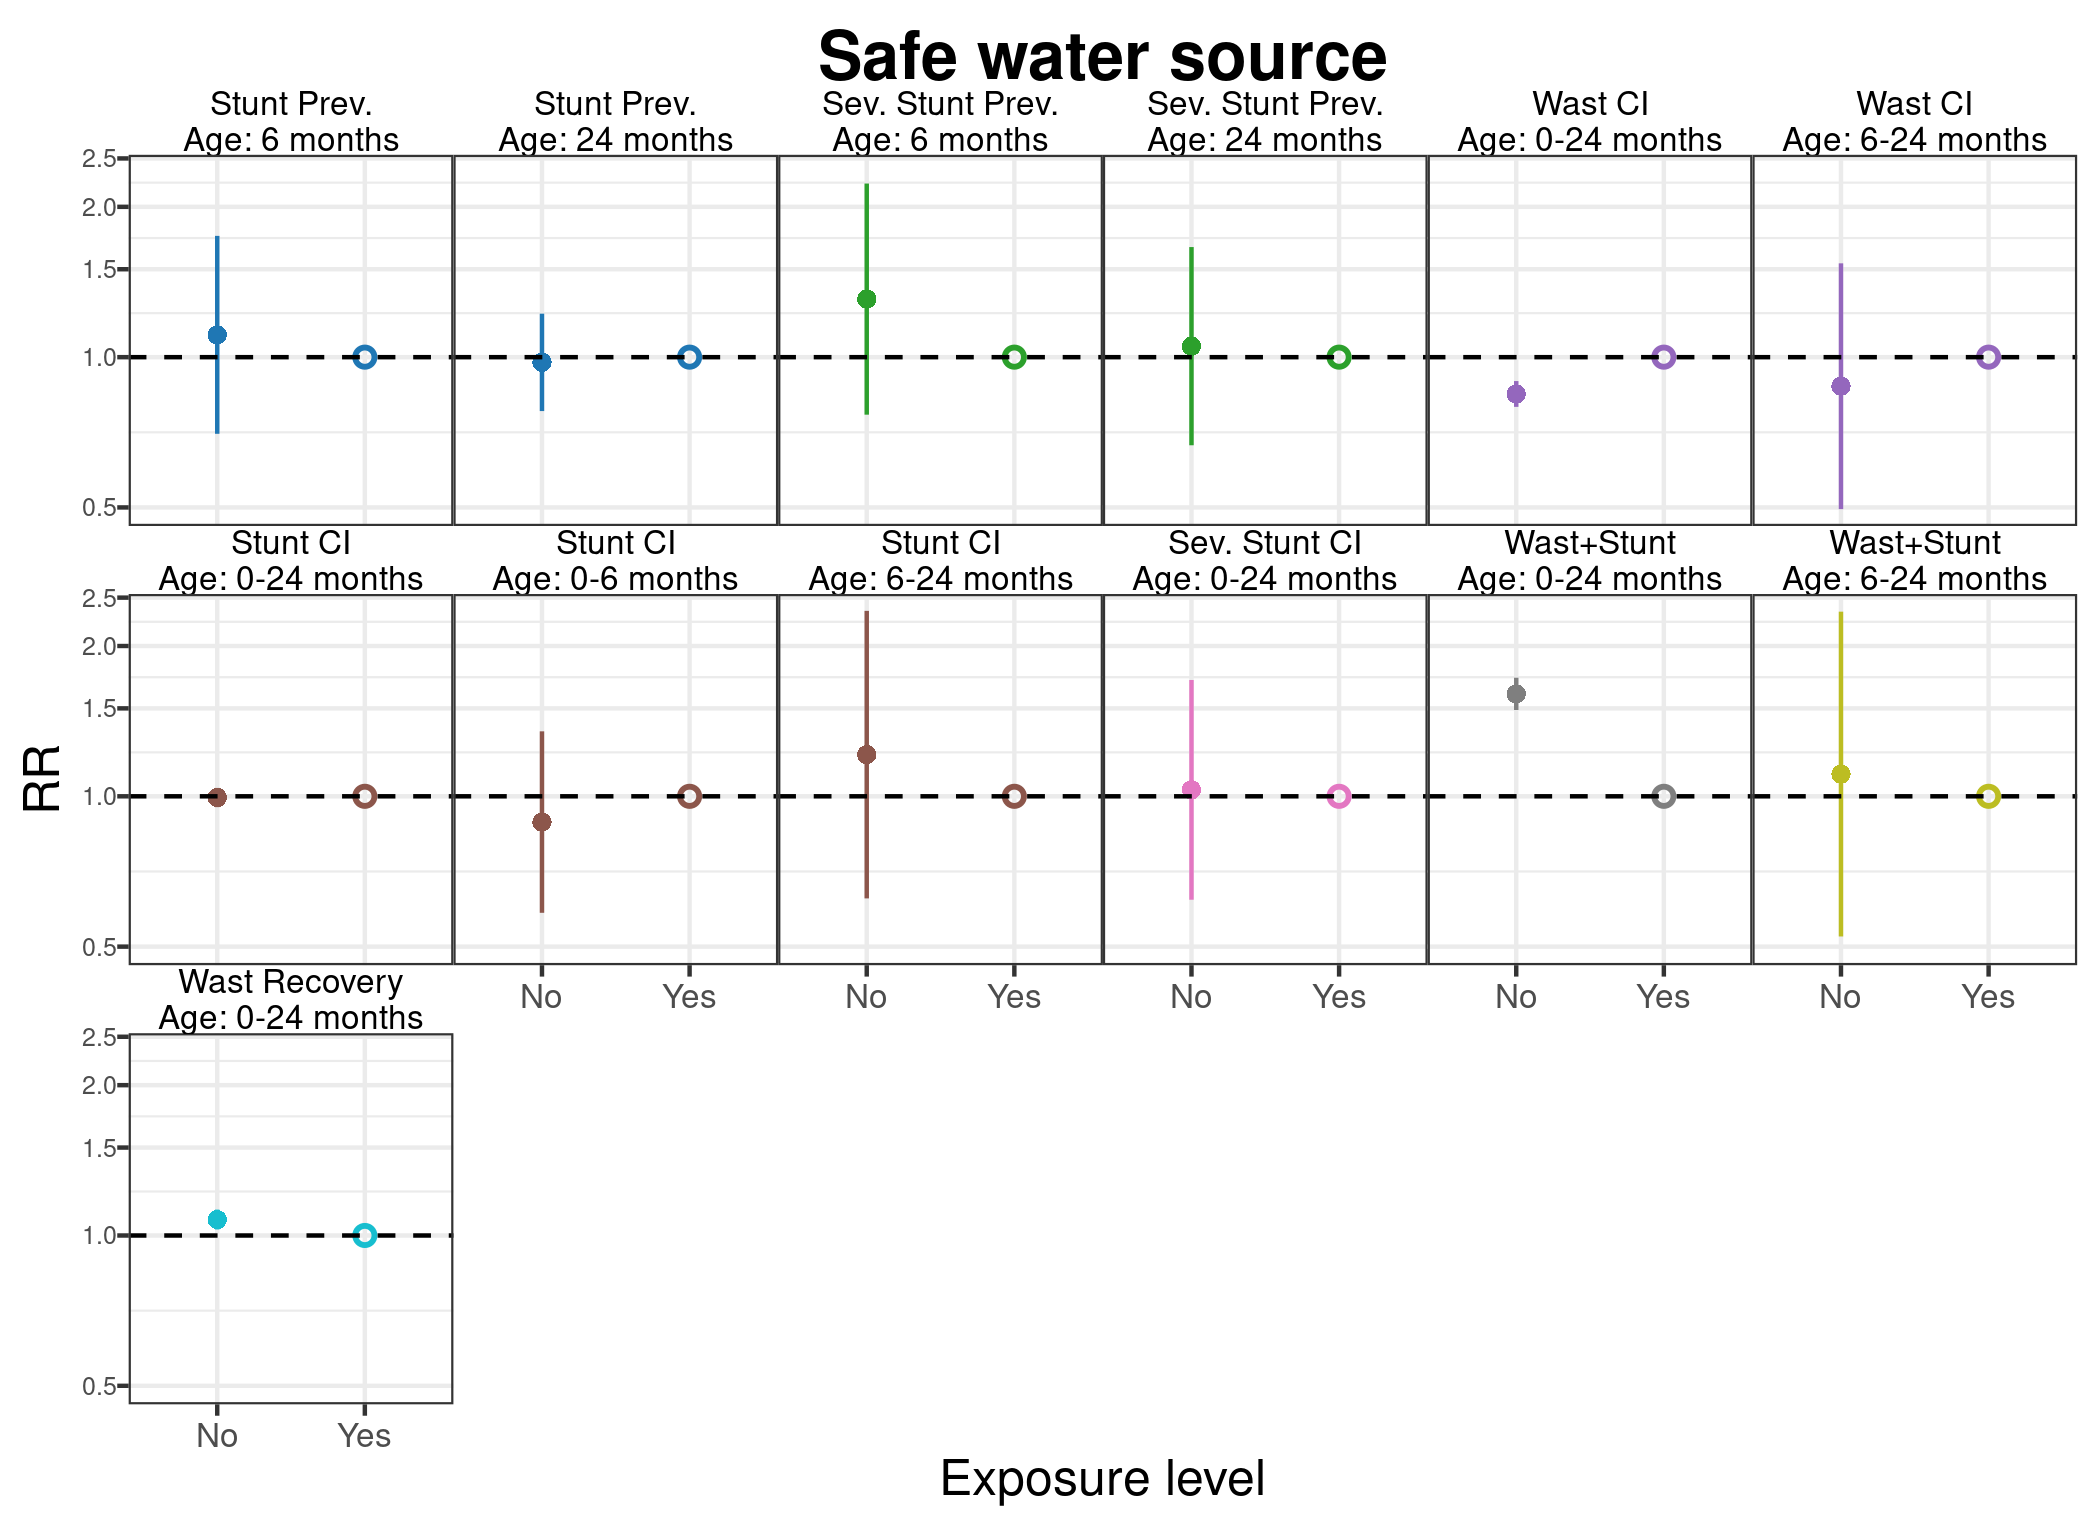 Safe water source
Stunt Prev.
Age: 6 months
Stunt Prev.
Age: 24 months
Sev. Stunt Prev.
Age: 6 months
Sev. Stunt Prev.
Age: 24 months
Wast CI
Age: 0-24 months
Wast CI
Age: 6-24 months
2.5
2.0
1.5
1.0
0.5
Stunt CI
Age: 0-24 months
Stunt CI
Age: 0-6 months
Stunt CI
Age: 6-24 months
Sev. Stunt CI
Age: 0-24 months
Wast+Stunt
Age: 0-24 months
Wast+Stunt
Age: 6-24 months
2.5
2.0
1.5
1.0
0.5
RR
No Yes
No Yes
No Yes
No Yes
No Yes
Wast Recovery
Age: 0-24 months
2.5
2.0
1.5
1.0
0.5
No Yes
Exposure level